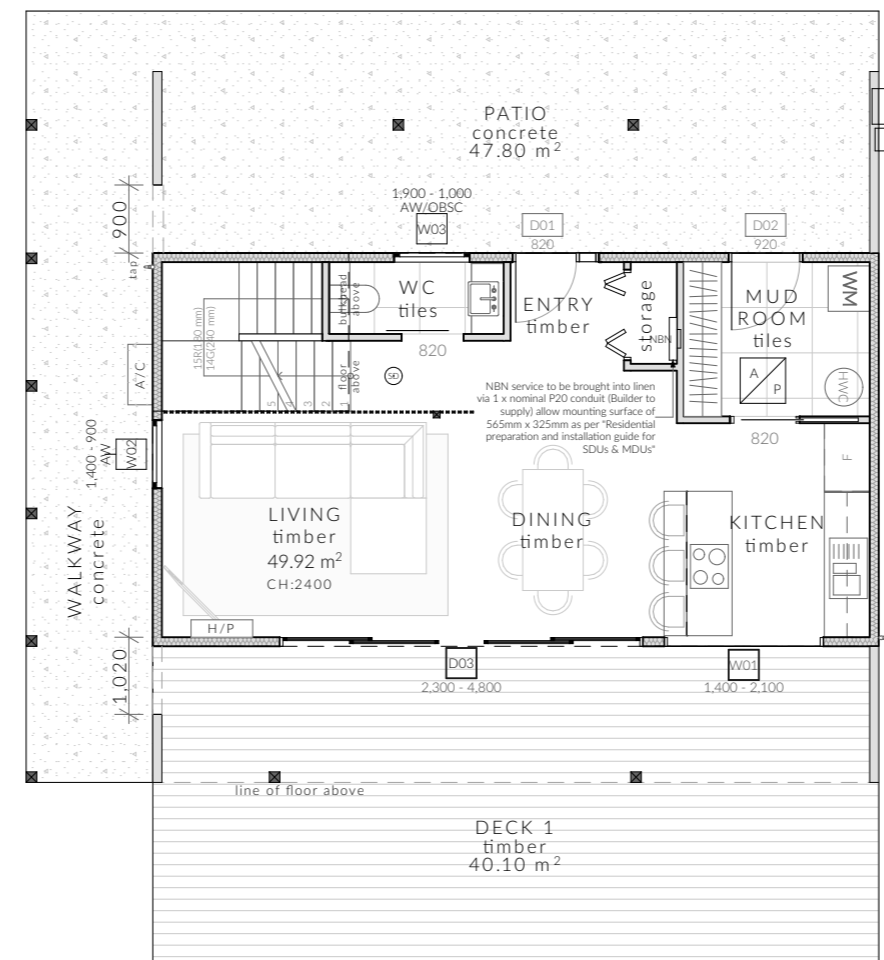 PATIO
concrete
47.80 m²
900
1,900 - 1,000
AW/OBSC
W03
D01
820
D02
920
tap
WC
tiles
bulkhead
above
ENTRY
timber
storage
NBN
MUD
ROOM
tiles
WM
15R(180 mm)
14G(240 mm)
A/C
820
floor
above
5
4
3
2
1
SD
A
P
HWC
NBN service to be brought into linen
via 1 x nominal P20 conduit (Builder to
supply) allow mounting surface of
565mm x 325mm as per "Residential
preparation and installation guide for
SDUs & MDUs"
820
F
1,400 - 900
AW
W02
WALKWAY
concrete
LIVING
timber
49.92 m²
CH:2400
DINING
timber
KITCHEN
timber
H/P
1,020
D03
2,300 - 4,800
W01
1,400 - 2,100
line of floor above
DECK 1
timber
40.10 m²